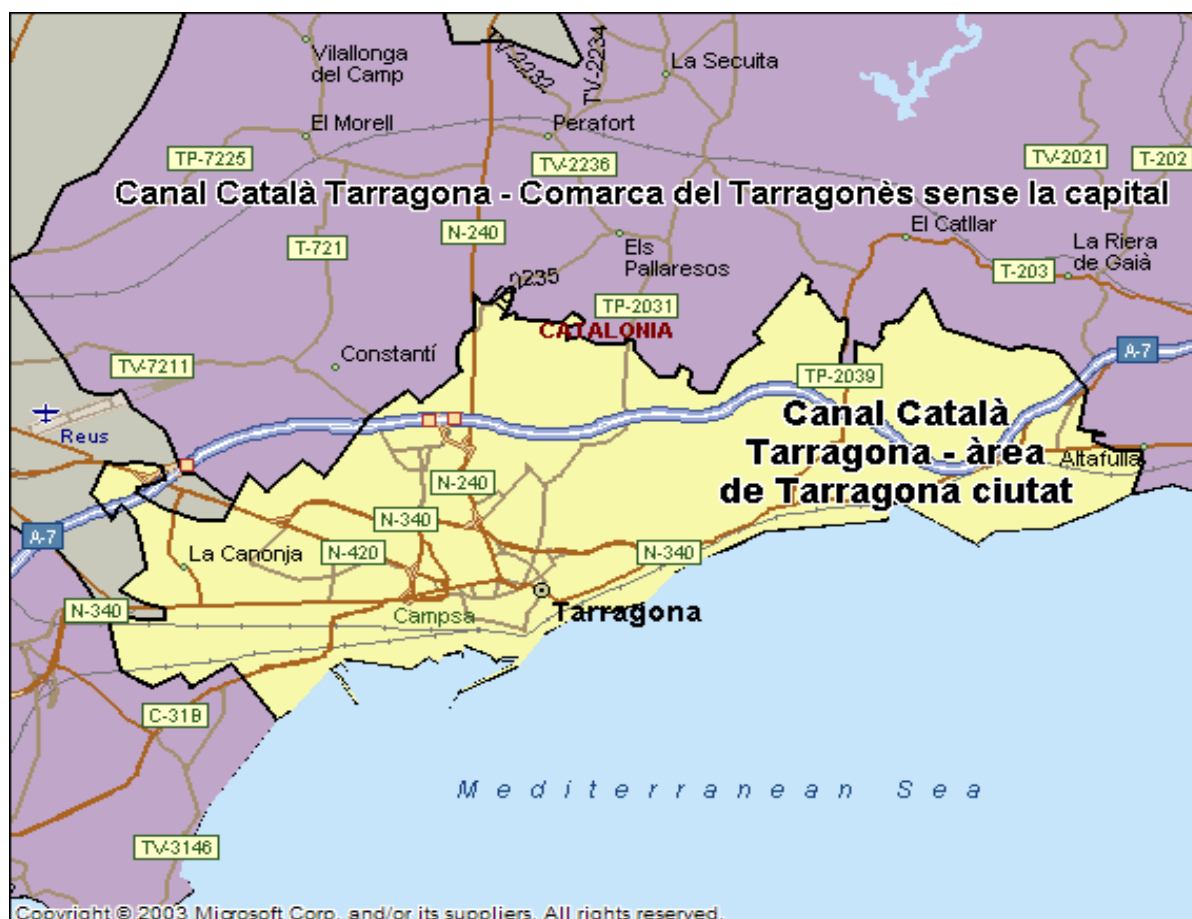 Vilallonga
del Camp
TV-2232
TV-2234
La Secuita
El Morell
Perafort
TP-7225
TV-2236
TV-2021
T-202
Canal Català Tarragona - Comarca del Tarragonès sense la capital
T-721
N-240
Els
Pallaresos
El Catllar
La Riera
de Gaià
T-203
2235
TP-2031
CATALONIA
Constantí
TV-7211
A-7
TP-2039
Reus
Canal Català
Tarragona - àrea
de Tarragona ciutat
Altafulla
N-240
N-340
A-7
La Canonja
N-420
N-340
N-340
Campsa
Tarragona
C-31B
Mediterranean Sea
TV-3146
Copyright © 2003 Microsoft Corp. and/or its suppliers. All rights reserved.